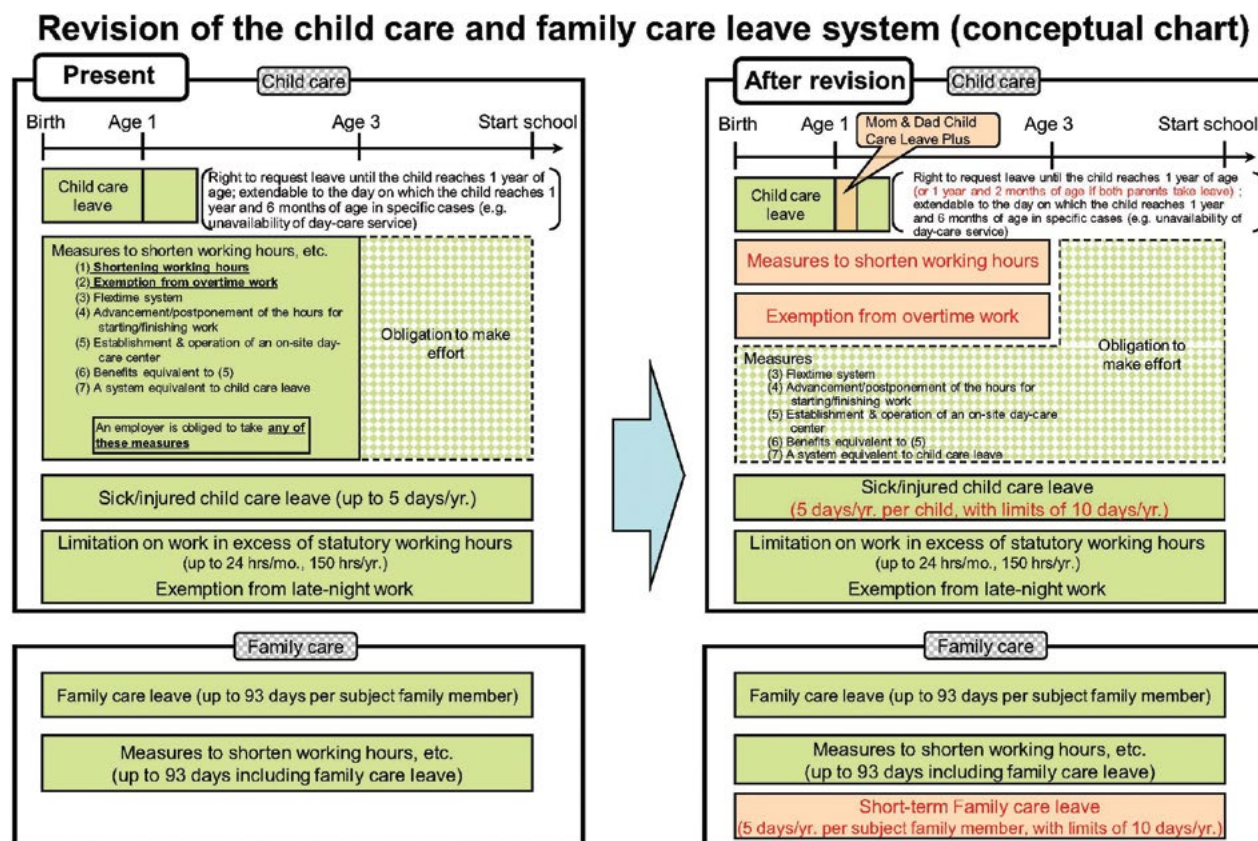 Revision of the child care and family care leave system (conceptual chart)
Present
Child care
Birth
Age 1
Age 3
Start school
Child care
leave
Right to request leave until the child reaches 1 year of
age; extendable to the day on which the child reaches 1
year and 6 months of age in specific cases (e.g.
unavailability of day-care service)
Measures to shorten working hours, etc.
(1) Shortening working hours
(2) Exemption from overtime work
(3) Flextime system
(4) Advancement/postponement of the hours for
starting/finishing work
(5) Establishment & operation of an on-site day-
care center
(6) Benefits equivalent to (5)
(7) A system equivalent to child care leave
An employer is obliged to take any of
these measures
Obligation to make
effort
Sick/injured child care leave (up to 5 days/yr.)
Limitation on work in excess of statutory working hours
(up to 24 hrs/mo., 150 hrs/yr.)
Exemption from late-night work
Family care
Family care leave (up to 93 days per subject family member)
Measures to shorten working hours, etc.
(up to 93 days including family care leave)
After revision
Child care
Birth
Age 1
Mom & Dad Child
Care Leave Plus
Age 3
Start school
Child care
leave
Right to request leave until the child reaches 1 year of age
(or 1 year and 2 months of age if both parents take leave) ;
extendable to the day on which the child reaches 1 year
and 6 months of age in specific cases (e.g. unavailability of
day-care service)
Measures to shorten working hours
Exemption from overtime work
Obligation to make
effort
Measures
(3) Flextime system
(4) Advancement/postponement of the hours for
starting/finishing work
(5) Establishment & operation of an on-site day-care
center
(6) Benefits equivalent to (5)
(7) A system equivalent to child care leave
Sick/injured child care leave
(5 days/yr. per child, with limits of 10 days/yr.)
Limitation on work in excess of statutory working hours
(up to 24 hrs/mo., 150 hrs/yr.)
Exemption from late-night work
Family care
Family care leave (up to 93 days per subject family member)
Measures to shorten working hours, etc.
(up to 93 days including family care leave)
Short-term Family care leave
(5 days/yr. per subject family member, with limits of 10 days/yr.)